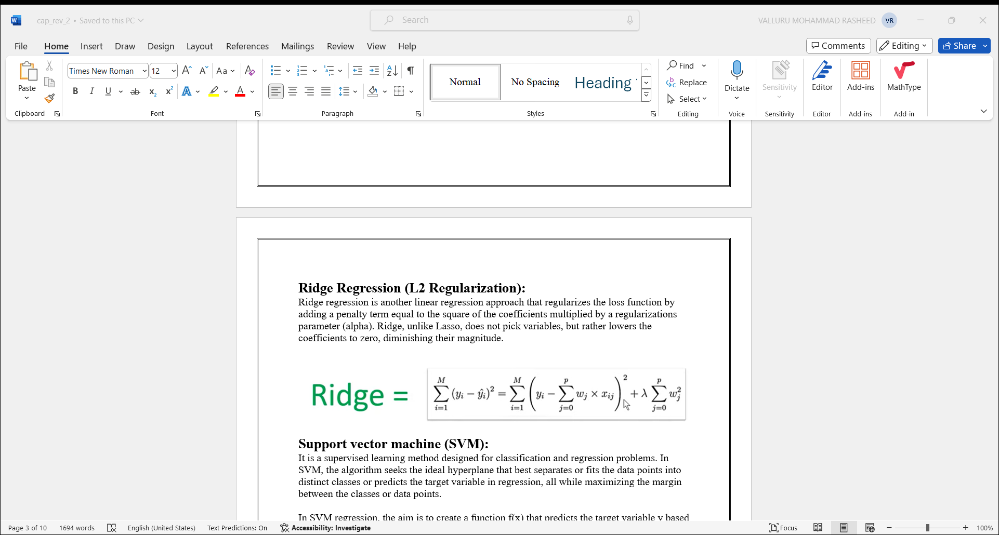 cap_rev_2 • Saved to this PC
Search
VALLURU MOHAMMAD RASHEED VR
File Home Insert Draw Design Layout References Mailings Review View Help
Comments Editing Share
Paste
Clipboard
Times New Roman 12
Aa
B I U ab x₂ x² A A
Font
Paragraph
Normal No Spacing Heading
Styles
Find
Replace
Select
Editing
Dictate
Voice
Sensitivity
Sensitivity
Editor
Editor
Add-ins
Add-ins
MathType
Add-in
Ridge Regression (L2 Regularization):
Ridge regression is another linear regression approach that regularizes the loss function by
adding a penalty term equal to the square of the coefficients multiplied by a regularizations
parameter (alpha). Ridge, unlike Lasso, does not pick variables, but rather lowers the
coefficients to zero, diminishing their magnitude.
Ridge = \sum_{i=1}^{M} (y_i - \hat{y}_i)^2 = \sum_{i=1}^{M} \left( y_i - \sum_{j=0}^{p} w_j \times x_{ij} \right)^2 + \lambda \sum_{j=0}^{p} w_j^2
Support vector machine (SVM):
It is a supervised learning method designed for classification and regression problems. In
SVM, the algorithm seeks the ideal hyperplane that best separates or fits the data points into
distinct classes or predicts the target variable in regression, all while maximizing the margin
between the classes or data points.
In SVM regression, the aim is to create a function f(x) that predicts the target variable y based
Page 3 of 10 1694 words English (United States) Text Predictions: On Accessibility: Investigate Focus 100%